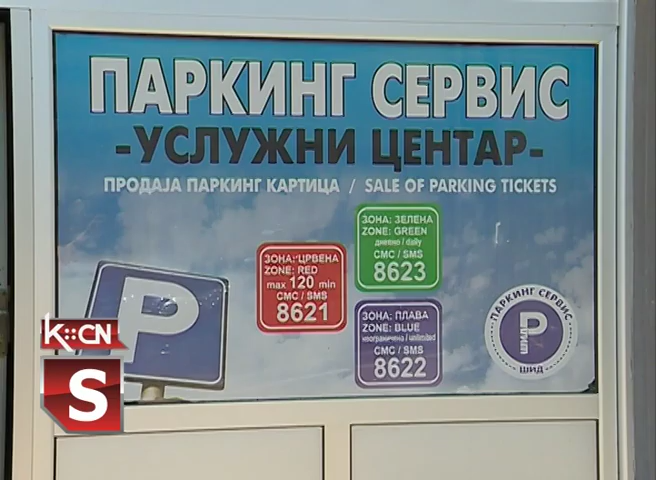 ПАРКИНГ СЕРВИС
-УСЛУЖНИ ЦЕНТАР-
ПРОДАЈА ПАРКИНГ КАРТИЦА / SALE OF PARKING TICKETS
ЗОНА: ЗЕЛЕНА
ZONE: GREEN
дневно / daily
СМС / SMS
8623
ЗОНА: ЦРВЕНА
ZONE: RED
max 120 min
СМС / SMS
8621
ЗОНА: ПЛАВА
ZONE: BLUE
неограничено / unlimited
СМС / SMS
8622
P
ПАРКИНГ СЕРВИС
P
ШИД
ШИД
K::CN
S